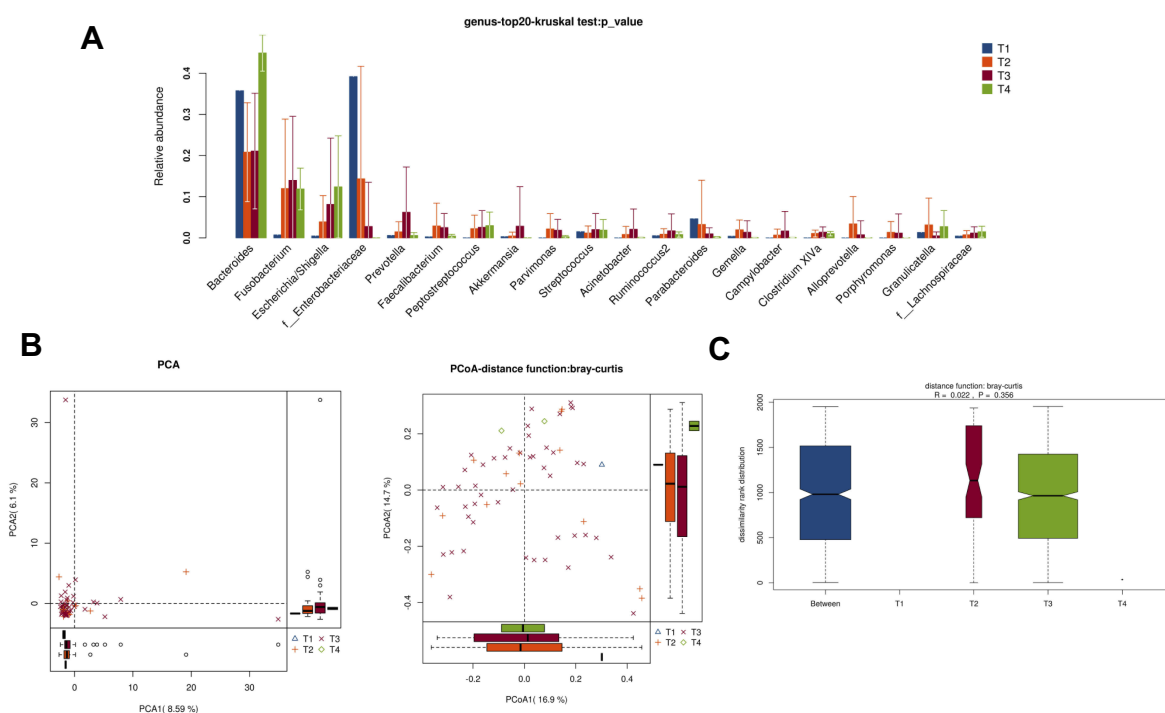 genus-top20-kruskal test:p_value
A
T1
T2
T3
T4
Relative abundance
0.4
0.3
0.2
0.1
0.0
Bacteroides
Fusobacterium
Escherichia/Shigella
f__Enterobacteriaceae
Prevotella
Faecalibacterium
Peptostreptococcus
Akkermansia
Parvimonas
Streptococcus
Acinetobacter
Ruminococcus2
Parabacteroides
Gemella
Campylobacter
Clostridium XIVa
Alloprevotella
Porphyromonas
Granulicatella
f__Lachnospiraceae
B
PCA
PCA2( 6.1 %)
30
20
10
0
T1 T3
T2 T4
0 10 20 30
PCA1( 8.59 %)
PCoA-distance function:bray-curtis
PCoA2( 14.7 %)
0.2
0.0
-0.2
-0.4
T1 T3
T2 T4
-0.2 0.0 0.2 0.4
PCoA1( 16.9 %)
C
distance function: bray-curtis
R = 0.022 , P = 0.356
dissimilarity rank distribution
2000
1500
1000
500
0
Between T1 T2 T3 T4